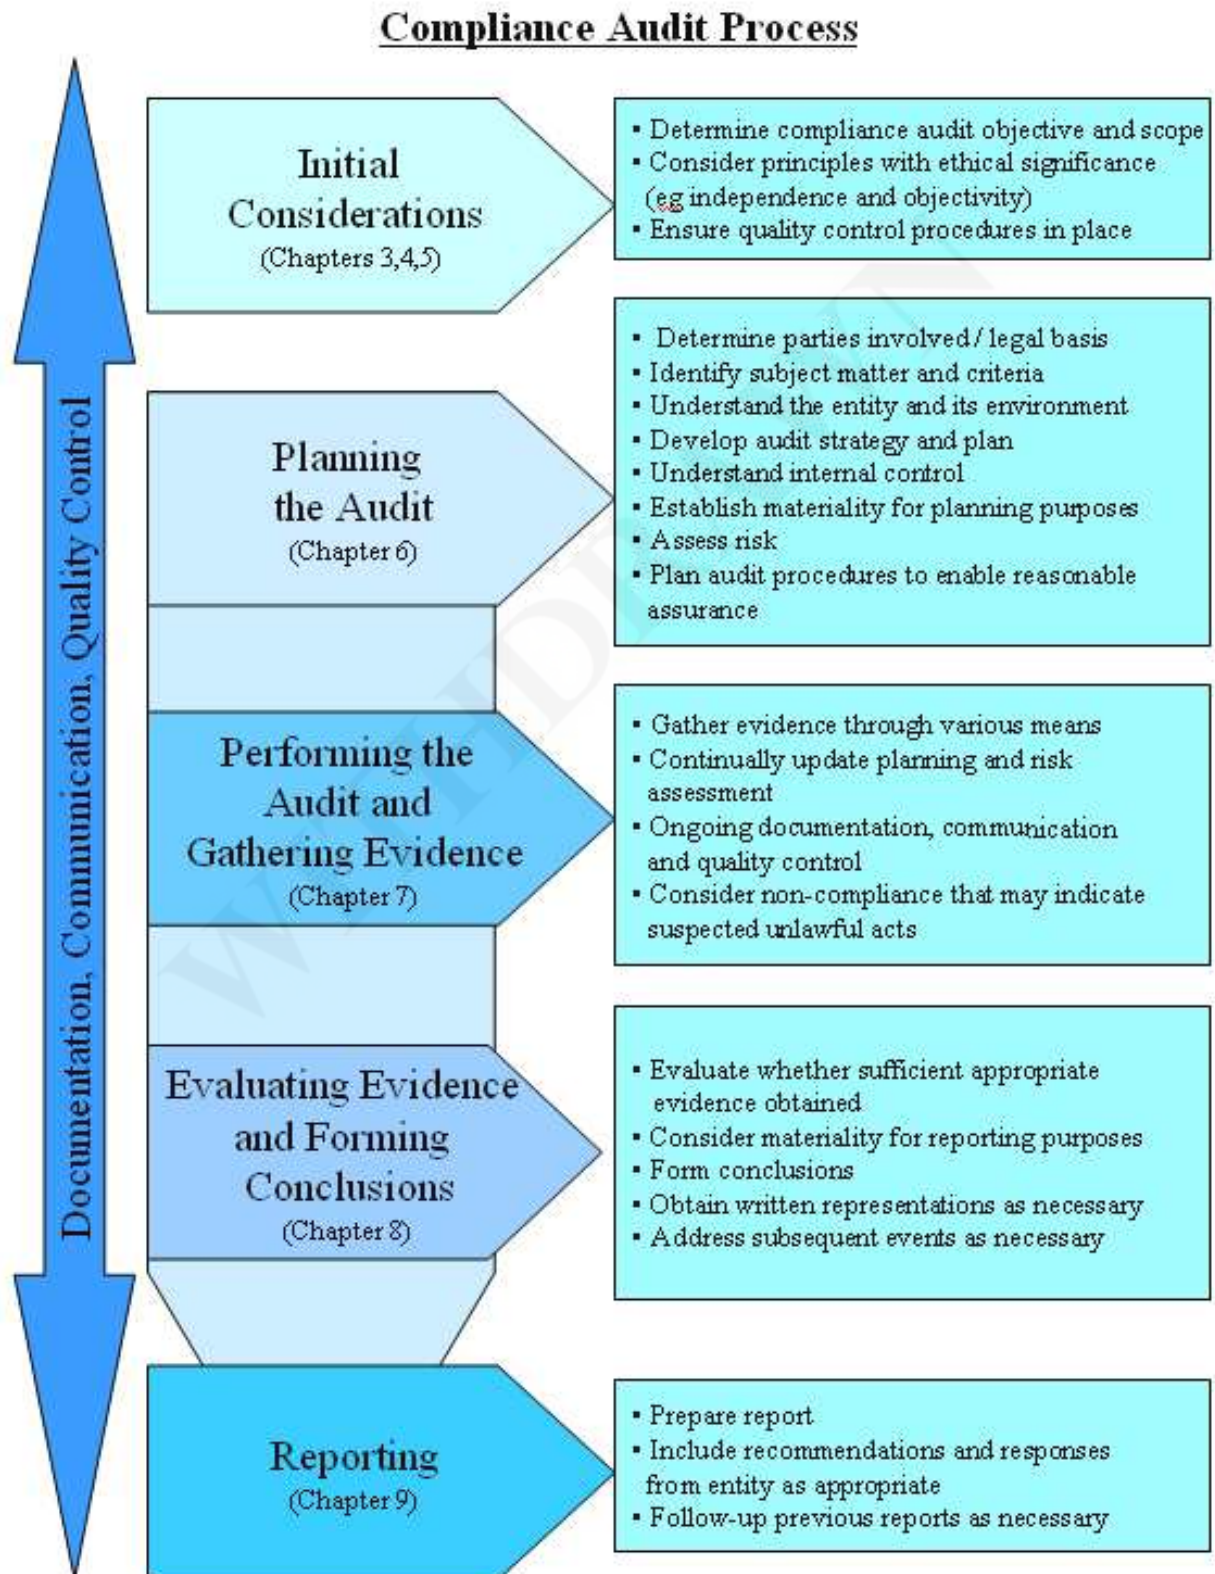 Compliance Audit Process
Documentation, Communication, Quality Control
Initial
Considerations
(Chapters 3,4,5)
▪ Determine compliance audit objective and scope
▪ Consider principles with ethical significance
(eg independence and objectivity)
▪ Ensure quality control procedures in place
Planning
the Audit
(Chapter 6)
▪ Determine parties involved / legal basis
▪ Identify subject matter and criteria
▪ Understand the entity and its environment
▪ Develop audit strategy and plan
▪ Understand internal control
▪ Establish materiality for planning purposes
▪ Assess risk
▪ Plan audit procedures to enable reasonable
assurance
Performing the
Audit and
Gathering Evidence
(Chapter 7)
▪ Gather evidence through various means
▪ Continually update planning and risk
assessment
▪ Ongoing documentation, communication
and quality control
▪ Consider non-compliance that may indicate
suspected unlawful acts
Evaluating Evidence
and Forming
Conclusions
(Chapter 8)
▪ Evaluate whether sufficient appropriate
evidence obtained
▪ Consider materiality for reporting purposes
▪ Form conclusions
▪ Obtain written representations as necessary
▪ Address subsequent events as necessary
Reporting
(Chapter 9)
▪ Prepare report
▪ Include recommendations and responses
from entity as appropriate
▪ Follow-up previous reports as necessary